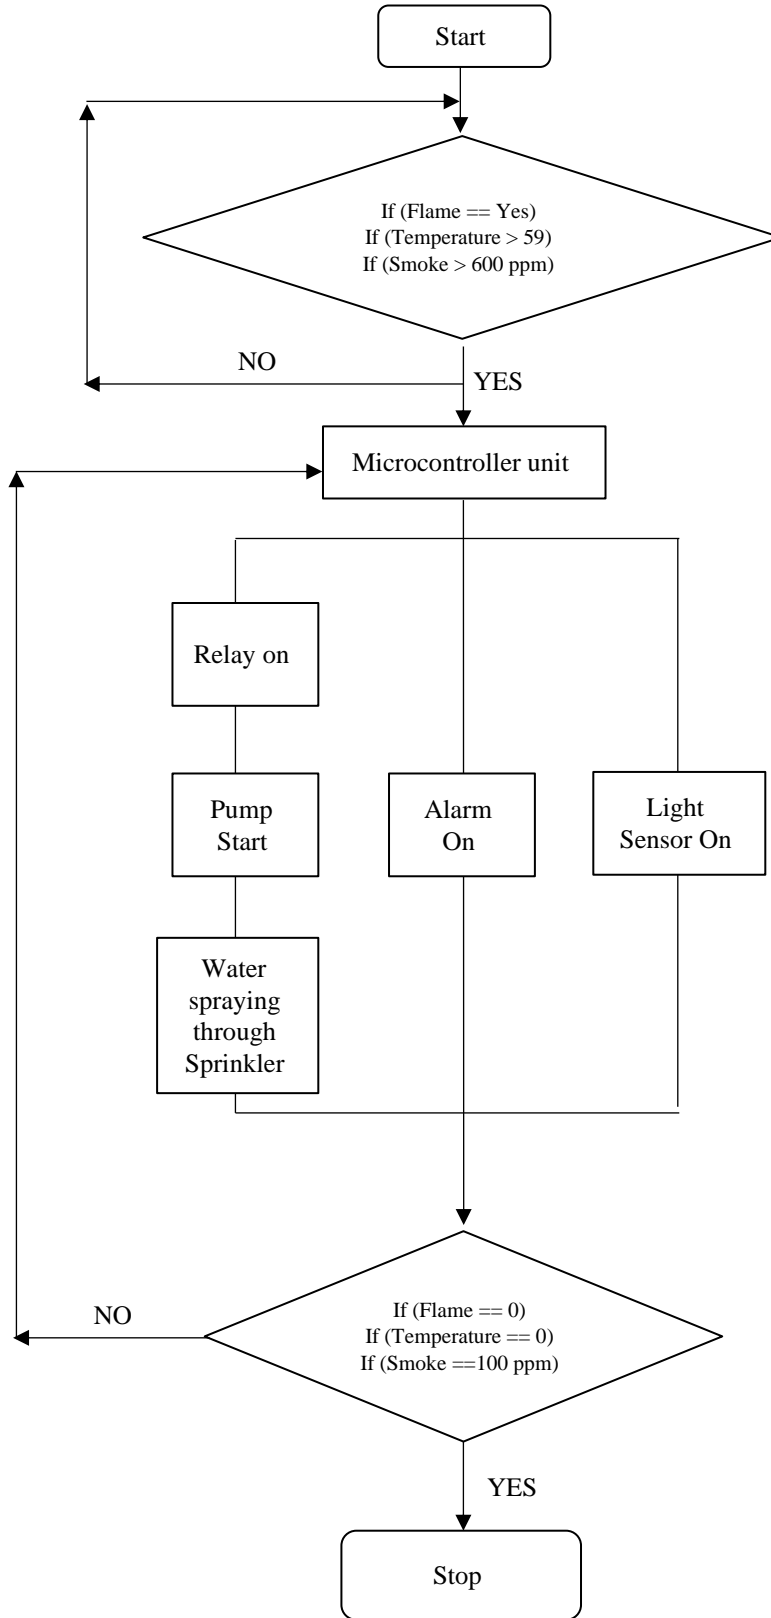 Start
If (Flame == Yes)
If (Temperature > 59)
If (Smoke > 600 ppm)
NO
YES
Microcontroller unit
Relay on
Pump
Start
Alarm
On
Light
Sensor On
Water
spraying
through
Sprinkler
If (Flame == 0)
If (Temperature == 0)
If (Smoke ==100 ppm)
NO
YES
Stop